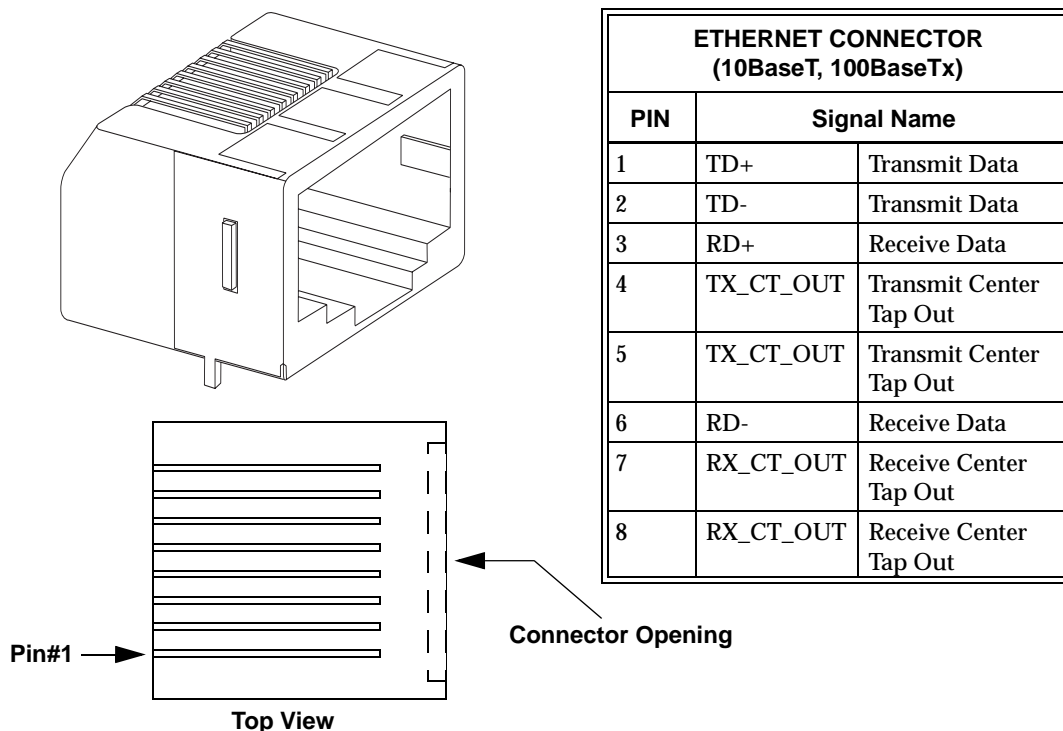 ETHERNET CONNECTOR
(10BaseT, 100BaseTx)
PIN Signal Name
1 TD+ Transmit Data
2 TD- Transmit Data
3 RD+ Receive Data
4 TX_CT_OUT Transmit Center
Tap Out
5 TX_CT_OUT Transmit Center
Tap Out
6 RD- Receive Data
7 RX_CT_OUT Receive Center
Tap Out
8 RX_CT_OUT Receive Center
Tap Out
Connector Opening
Pin#1
Top View